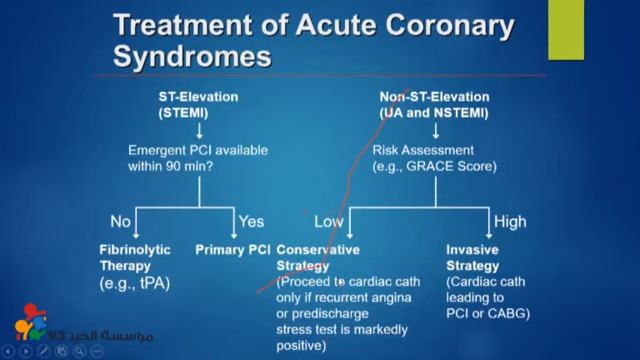 Treatment of Acute Coronary
Syndromes
ST-Elevation
(STEMI)
Emergent PCI available
within 90 min?
No
Yes
Fibrinolytic
Therapy
(e.g., tPA)
Primary PCI
Non-ST-Elevation
(UA and NSTEMI)
Risk Assessment
(e.g., GRACE Score)
Low
High
Conservative
Strategy
(Proceed to cardiac cath
only if recurrent angina
or predischarge
stress test is markedly
positive)
Invasive
Strategy
(Cardiac cath
leading to
PCI or CABG)
مؤسسة الخبر 93